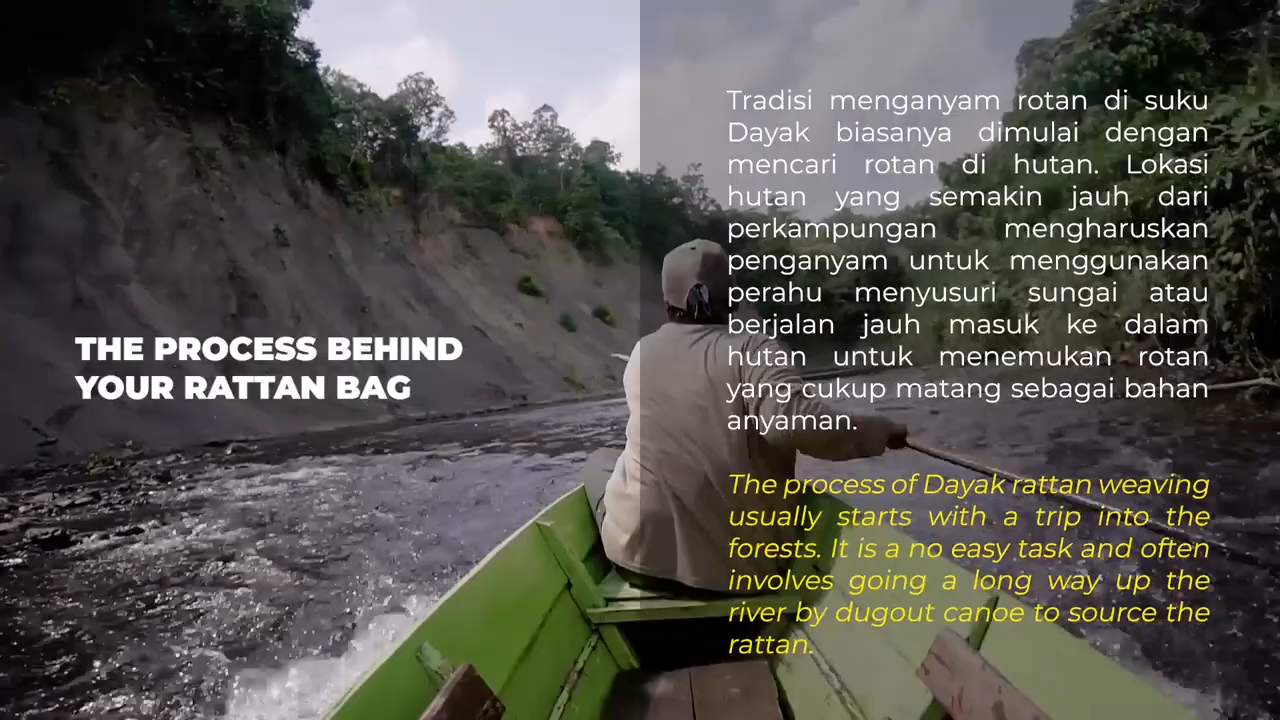 THE PROCESS BEHIND
YOUR RATTAN BAG
Tradisi menganyam rotan di suku
Dayak biasanya dimulai dengan
mencari rotan di hutan. Lokasi
hutan yang semakin jauh dari
perkampungan mengharuskan
penganyam untuk menggunakan
perahu menyusuri sungai atau
berjalan jauh masuk ke dalam
hutan untuk menemukan rotan
yang cukup matang sebagai bahan
anyaman.
The process of Dayak rattan weaving
usually starts with a trip into the
forests. It is a no easy task and often
involves going a long way up the
river by dugout canoe to source the
rattan.